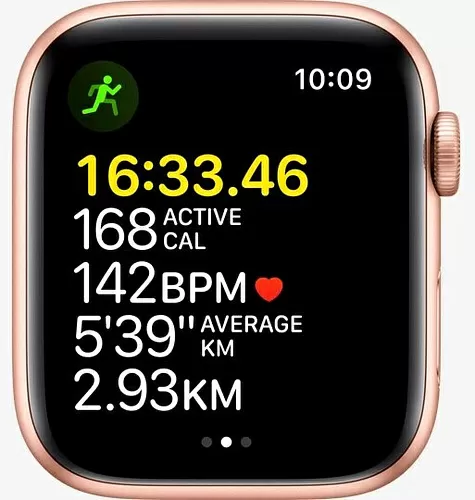 10:09
16:33.46
168 ACTIVE CAL
142BPM
5'39" AVERAGE KM
2.93KM